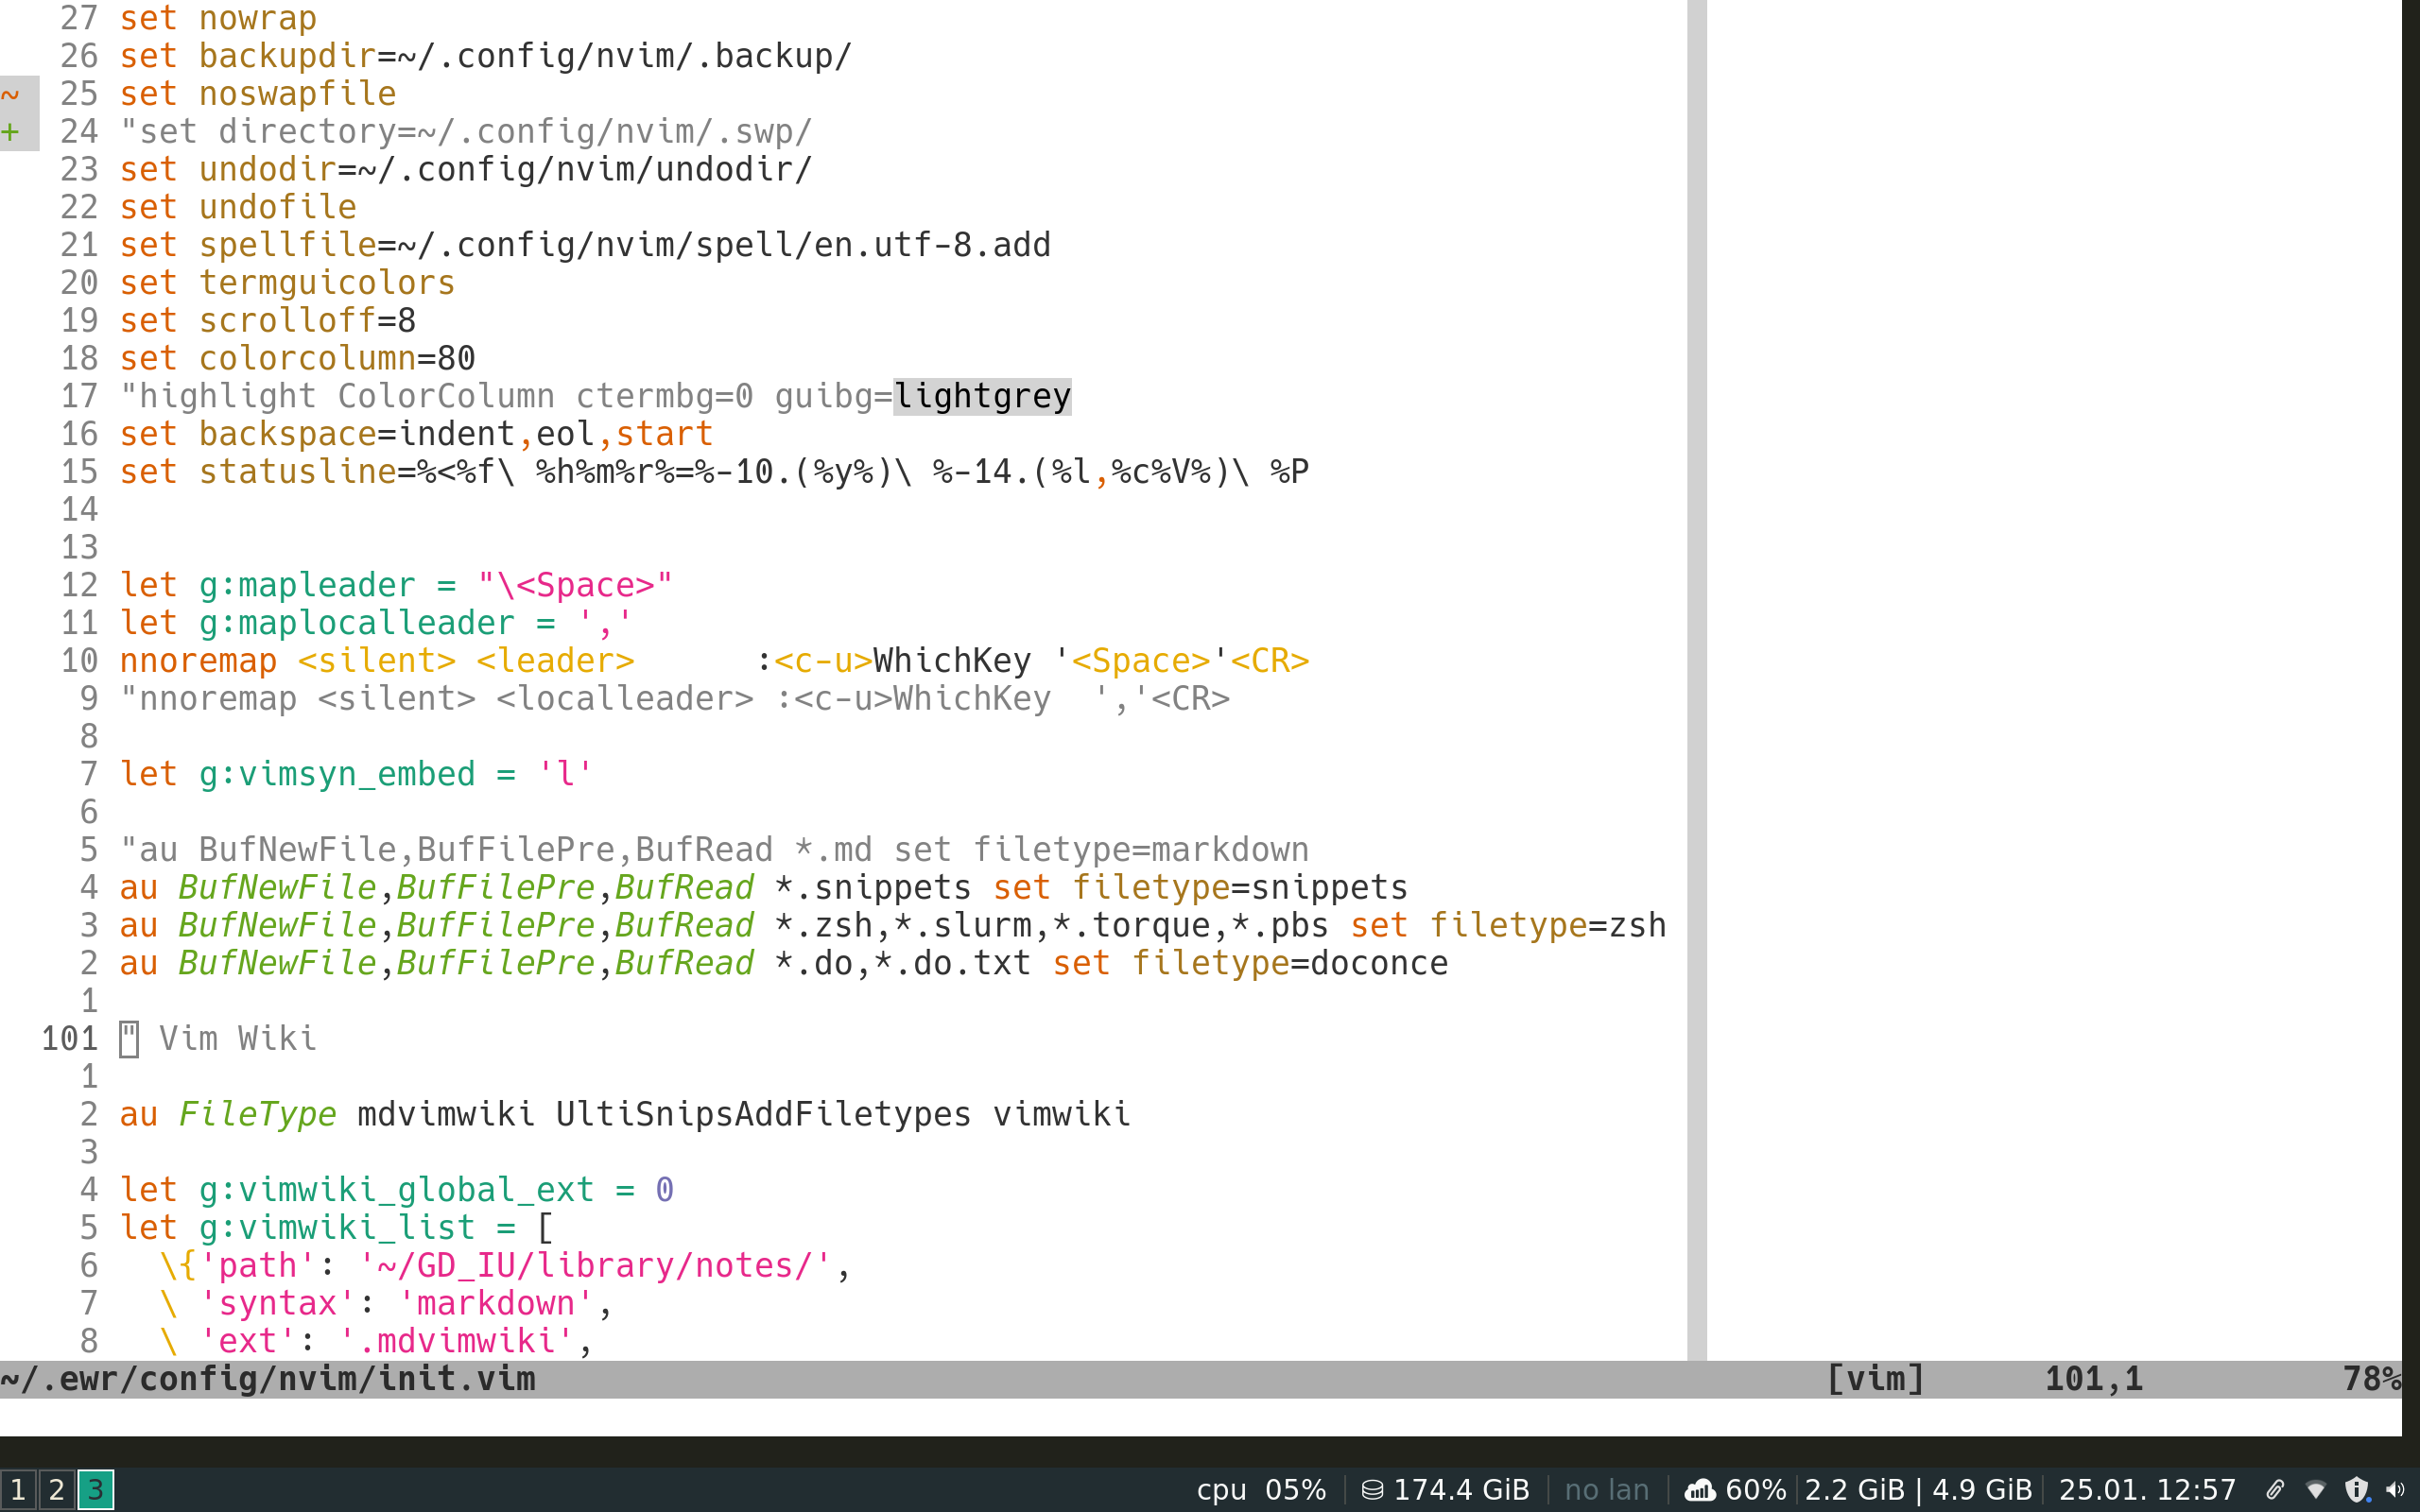 27 set nowrap
26 set backupdir=~/.config/nvim/.backup/
~ 25 set noswapfile
+ 24 "set directory=~/.config/nvim/.swp/
23 set undodir=~/.config/nvim/undodir/
22 set undofile
21 set spellfile=~/.config/nvim/spell/en.utf-8.add
20 set termguicolors
19 set scrolloff=8
18 set colorcolumn=80
17 "highlight ColorColumn ctermbg=0 guibg=lightgrey
16 set backspace=indent,eol,start
15 set statusline=%<%f\ %h%m%r%=%-10.(%y%)\ %-14.(%l,%c%V%)\ %P
14
13
12 let g:mapleader = "\<Space>"
11 let g:maplocalleader = ','
10 nnoremap <silent> <leader>      :<c-u>WhichKey '<Space>'<CR>
9 "nnoremap <silent> <localleader> :<c-u>WhichKey  ','<CR>
8
7 let g:vimsyn_embed = 'l'
6
5 "au BufNewFile,BufFilePre,BufRead *.md set filetype=markdown
4 au BufNewFile,BufFilePre,BufRead *.snippets set filetype=snippets
3 au BufNewFile,BufFilePre,BufRead *.zsh,*.slurm,*.torque,*.pbs set filetype=zsh
2 au BufNewFile,BufFilePre,BufRead *.do,*.do.txt set filetype=doconce
1
101 " Vim Wiki
1
2 au FileType mdvimwiki UltiSnipsAddFiletypes vimwiki
3
4 let g:vimwiki_global_ext = 0
5 let g:vimwiki_list = [
6   \{'path': '~/GD_IU/library/notes/',
7   \ 'syntax': 'markdown',
8   \ 'ext': '.mdvimwiki',
~/.ewr/config/nvim/init.vim [vim] 101,1 78%
1 2 3 cpu 05% 174.4 GiB no lan 60% 2.2 GiB | 4.9 GiB 25.01. 12:57